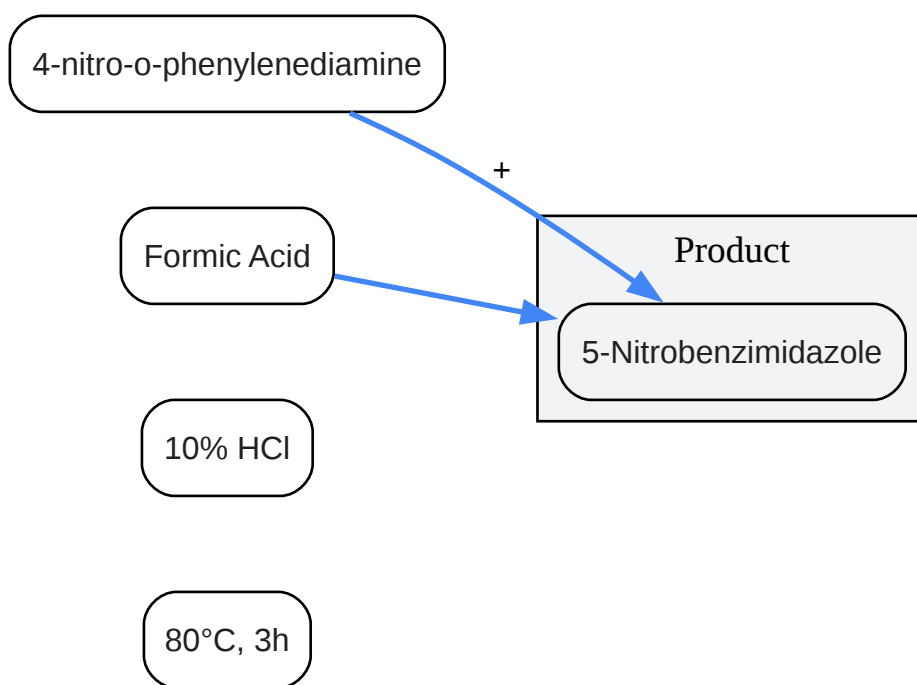 4-nitro-o-phenylenediamine
+
Formic Acid
Product
5-Nitrobenzimidazole
10% HCl
80°C, 3h